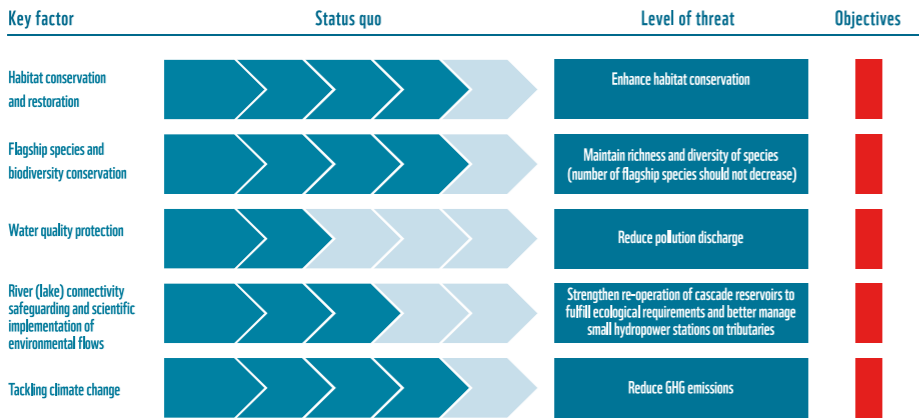 Key factor
Status quo
Level of threat
Objectives
Habitat conservation
and restoration
Enhance habitat conservation
Flagship species and
biodiversity conservation
Maintain richness and diversity of species
(number of flagship species should not decrease)
Water quality protection
Reduce pollution discharge
River (lake) connectivity
safeguarding and scientific
implementation of
environmental flows
Strengthen re-operation of cascade reservoirs to
fulfill ecological requirements and better manage
small hydropower stations on tributaries
Tackling climate change
Reduce GHG emissions